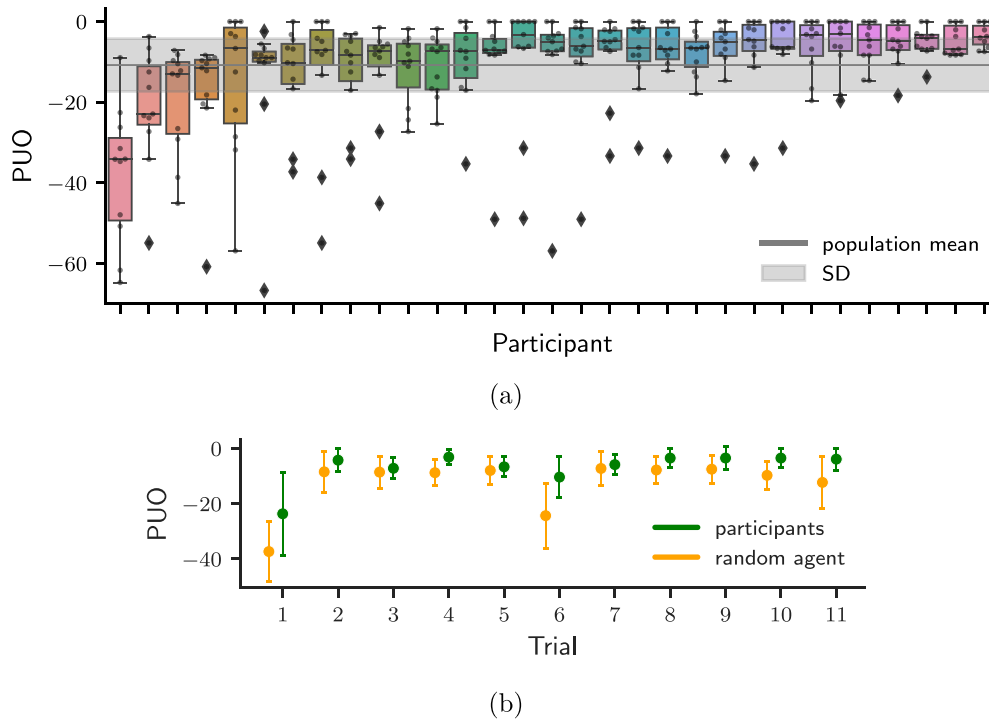 0
−20
−40
−60
PUO
population mean
SD
Participant
(a)
0
−20
−40
PUO
participants
random agent
1 2 3 4 5 6 7 8 9 10 11
Trial
(b)